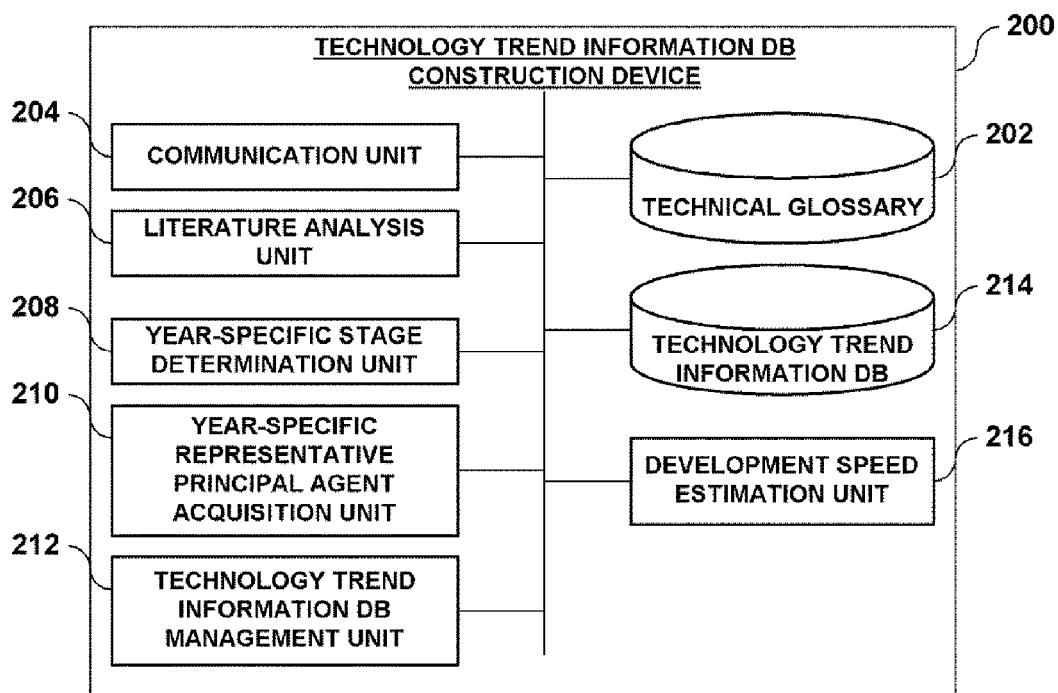 200
TECHNOLOGY TREND INFORMATION DB
CONSTRUCTION DEVICE
204
COMMUNICATION UNIT
206
LITERATURE ANALYSIS
UNIT
208
YEAR-SPECIFIC STAGE
DETERMINATION UNIT
210
YEAR-SPECIFIC
REPRESENTATIVE
PRINCIPAL AGENT
ACQUISITION UNIT
212
TECHNOLOGY TREND
INFORMATION DB
MANAGEMENT UNIT
202
TECHNICAL GLOSSARY
214
TECHNOLOGY TREND
INFORMATION DB
216
DEVELOPMENT SPEED
ESTIMATION UNIT